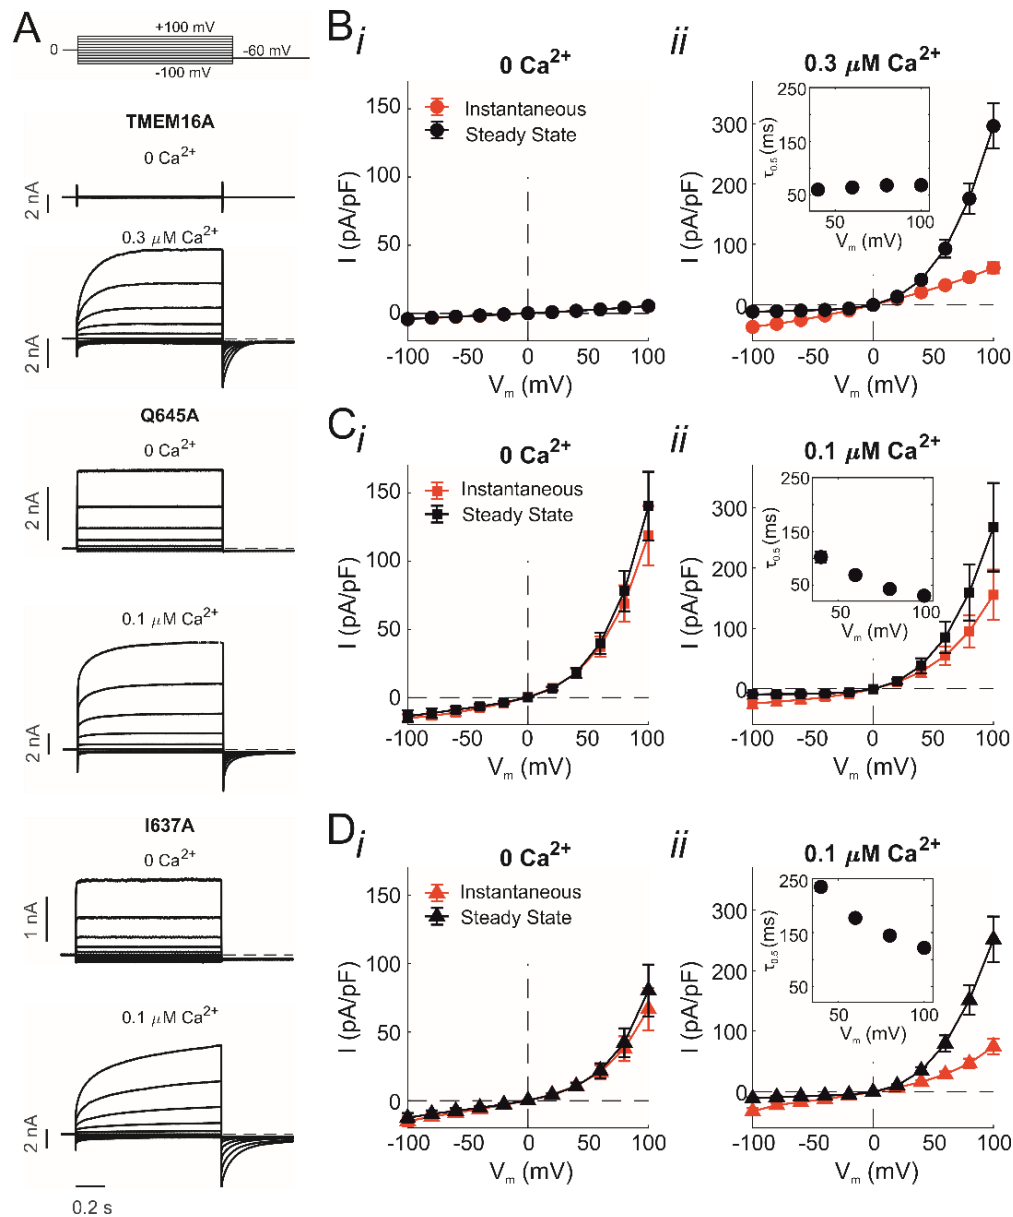 A
+100 mV
0
-60 mV
-100 mV
TMEM16A
0 Ca²⁺
2 nA
0.3 μM Ca²⁺
2 nA
Q645A
0 Ca²⁺
2 nA
0.1 μM Ca²⁺
2 nA
I637A
0 Ca²⁺
1 nA
0.1 μM Ca²⁺
2 nA
0.2 s
B i
0 Ca²⁺
150
100
50
0
I (pA/pF)
Instantaneous
Steady State
-100 -50 0 50 100
Vₘ (mV)
ii
0.3 μM Ca²⁺
300
200
100
0
I (pA/pF)
250
150
50
τ₀.₅ (ms)
50 100
Vₘ (mV)
-100 -50 0 50 100
Vₘ (mV)
C i
0 Ca²⁺
150
100
50
0
I (pA/pF)
Instantaneous
Steady State
-100 -50 0 50 100
Vₘ (mV)
ii
0.1 μM Ca²⁺
300
200
100
0
I (pA/pF)
250
150
50
τ₀.₅ (ms)
50 100
Vₘ (mV)
-100 -50 0 50 100
Vₘ (mV)
D i
0 Ca²⁺
150
100
50
0
I (pA/pF)
Instantaneous
Steady State
-100 -50 0 50 100
Vₘ (mV)
ii
0.1 μM Ca²⁺
300
200
100
0
I (pA/pF)
250
150
50
τ₀.₅ (ms)
50 100
Vₘ (mV)
-100 -50 0 50 100
Vₘ (mV)